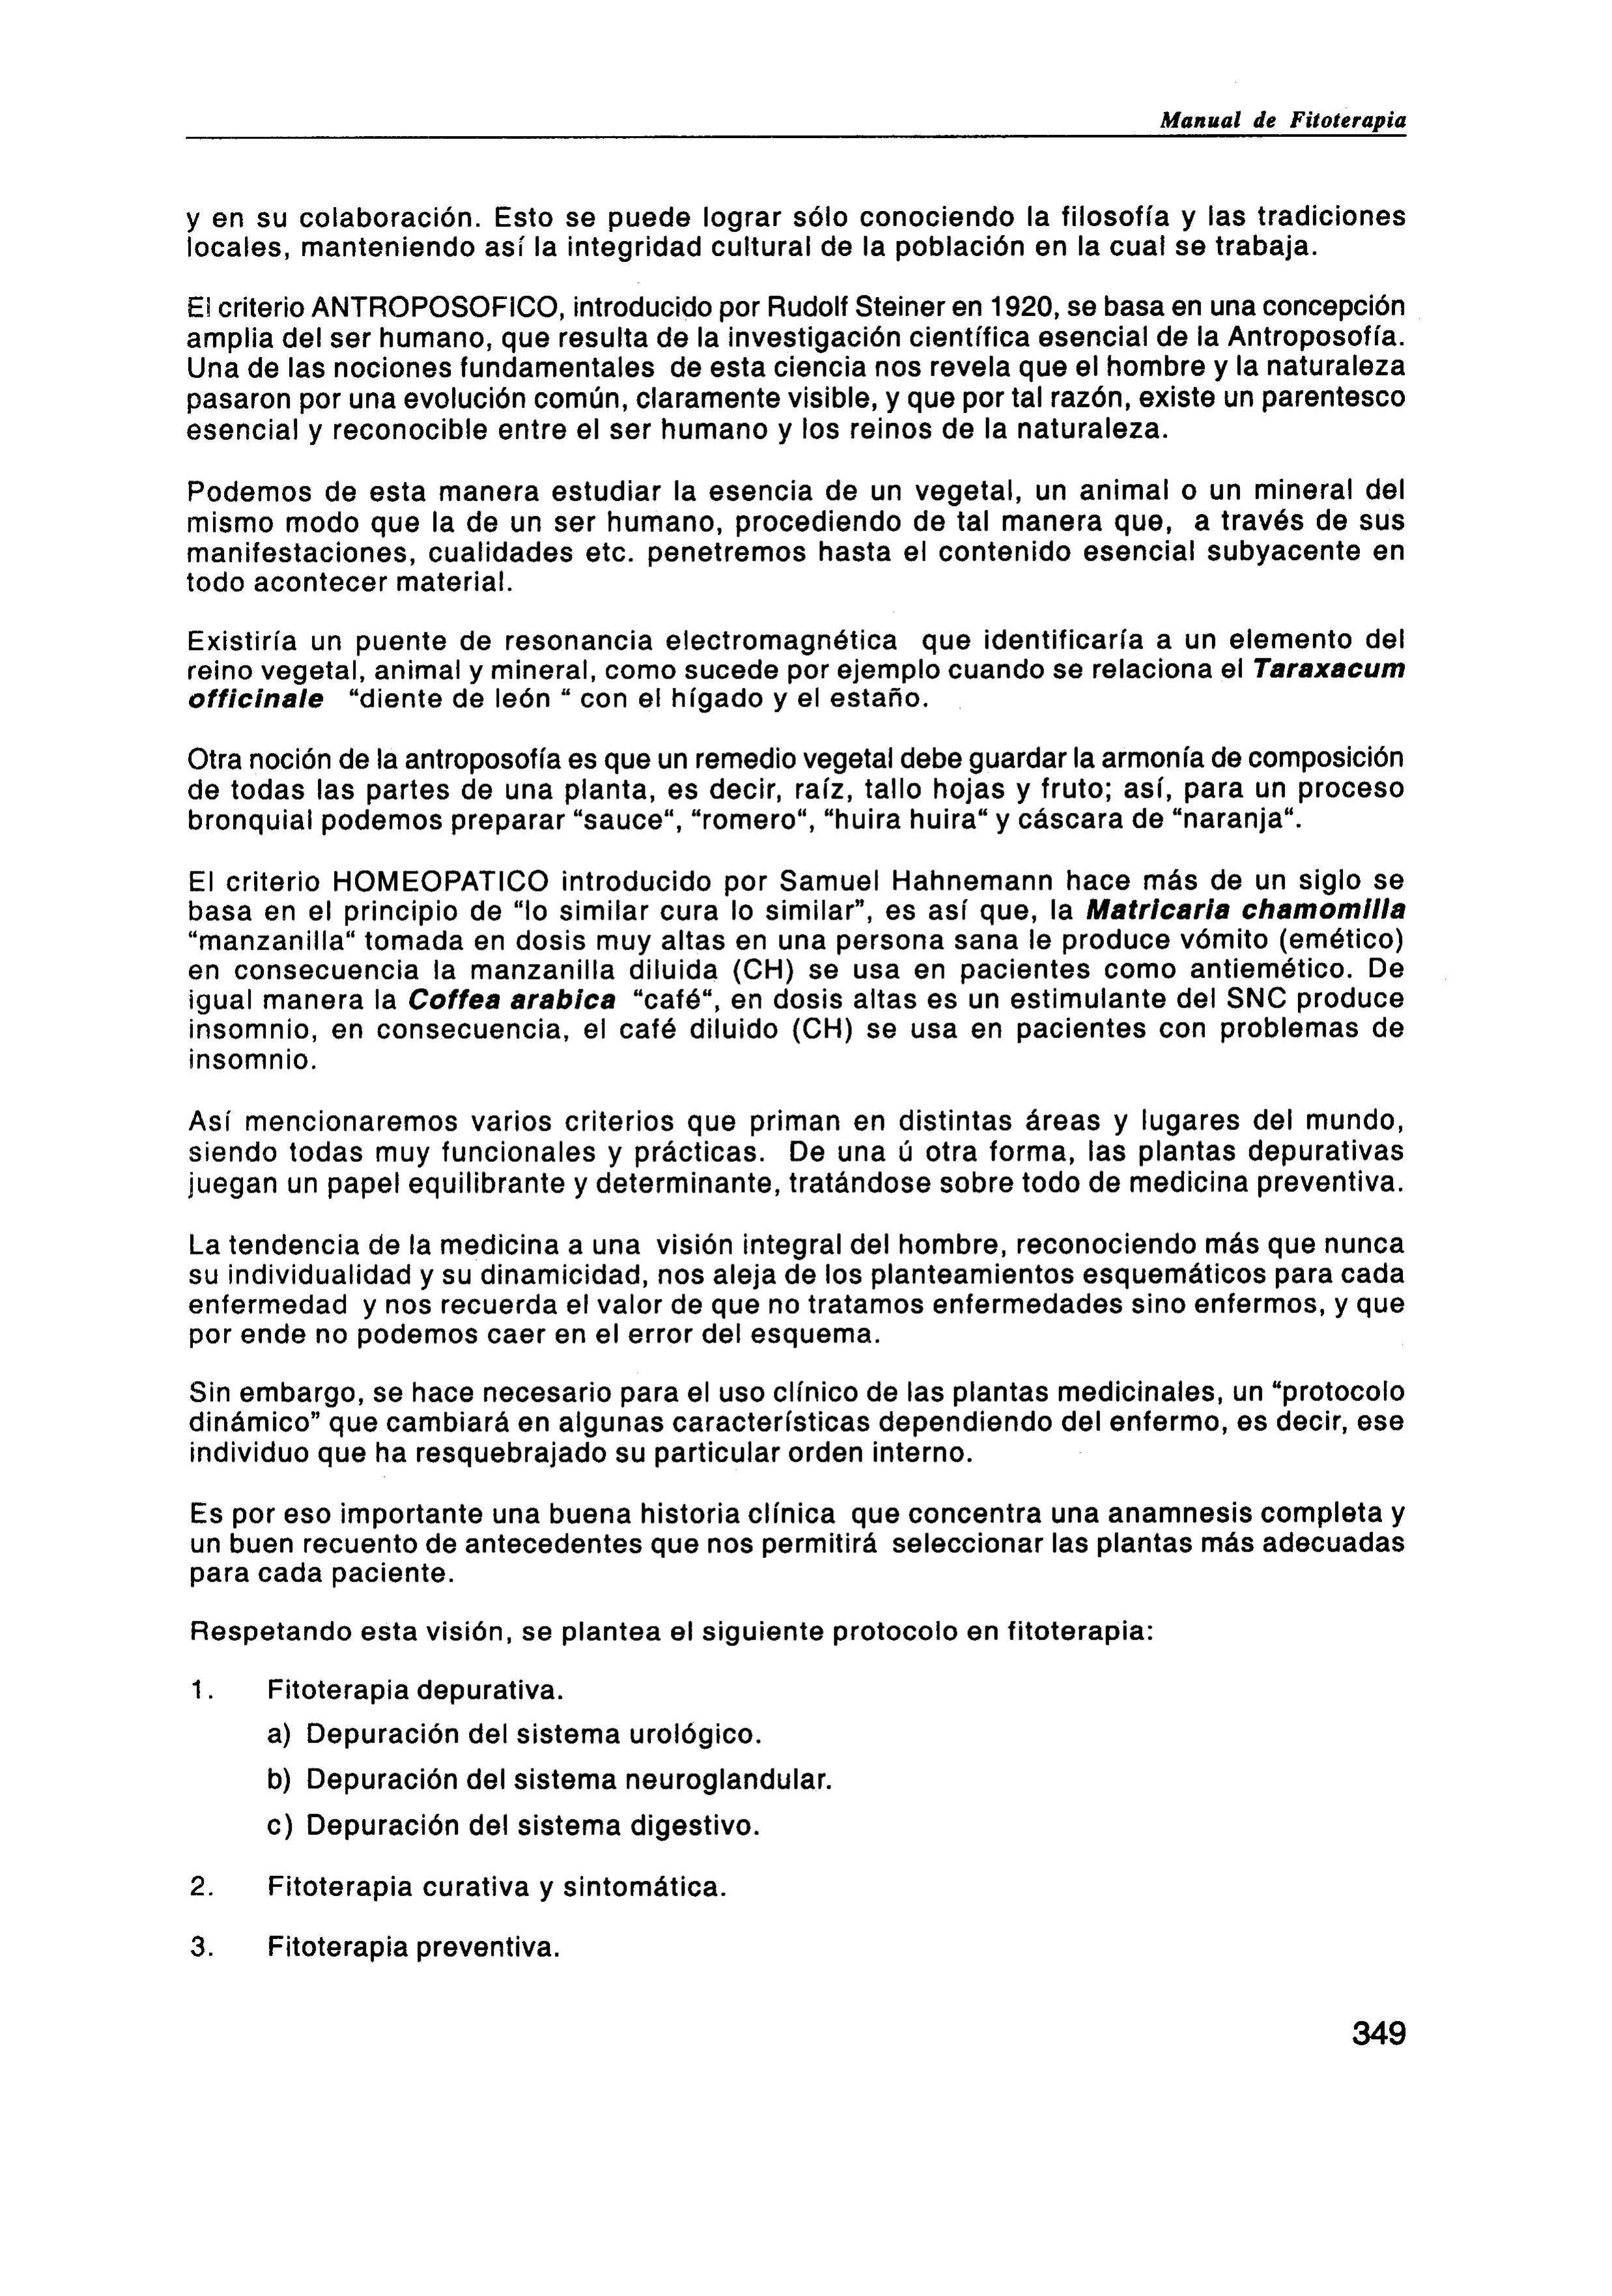 Manual de Fitoterapia
y en su colaboración. Esto se puede lograr sólo conociendo la filosofía y las tradiciones
locales, manteniendo así la integridad cultural de la población en la cual se trabaja.
El criterio ANTROPOSOFICO, introducido por Rudolf Steiner en 1920, se basa en una concepción
amplia del ser humano, que resulta de la investigación científica esencial de la Antroposofía.
Una de las nociones fundamentales de esta ciencia nos revela que el hombre y la naturaleza
pasaron por una evolución común, claramente visible, y que por tal razón, existe un parentesco
esencial y reconocible entre el ser humano y los reinos de la naturaleza.
Podemos de esta manera estudiar la esencia de un vegetal, un animal o un mineral del
mismo modo que la de un ser humano, procediendo de tal manera que, a través de sus
manifestaciones, cualidades etc. penetremos hasta el contenido esencial subyacente en
todo acontecer material.
Existiría un puente de resonancia electromagnética que identificaría a un elemento del
reino vegetal, animal y mineral, como sucede por ejemplo cuando se relaciona el Taraxacum
officinale “diente de león “ con el hígado y el estaño.
Otra noción de la antroposofía es que un remedio vegetal debe guardar la armonía de composición
de todas las partes de una planta, es decir, raíz, tallo hojas y fruto; así, para un proceso
bronquial podemos preparar “sauce“, “romero“, “huira huira“ y cáscara de “naranja“.
El criterio HOMEOPATICO introducido por Samuel Hahnemann hace más de un siglo se
basa en el principio de “lo similar cura lo similar”, es así que, la Matricaria chamomilla
“manzanilla“ tomada en dosis muy altas en una persona sana le produce vómito (emético)
en consecuencia la manzanilla diluida (CH) se usa en pacientes como antiemético. De
igual manera la Coffea arabica “café“, en dosis altas es un estimulante del SNC produce
insomnio, en consecuencia, el café diluido (CH) se usa en pacientes con problemas de
insomnio.
Así mencionaremos varios criterios que priman en distintas áreas y lugares del mundo,
siendo todas muy funcionales y prácticas. De una ú otra forma, las plantas depurativas
juegan un papel equilibrante y determinante, tratándose sobre todo de medicina preventiva.
La tendencia de la medicina a una visión integral del hombre, reconociendo más que nunca
su individualidad y su dinamicidad, nos aleja de los planteamientos esquemáticos para cada
enfermedad y nos recuerda el valor de que no tratamos enfermedades sino enfermos, y que
por ende no podemos caer en el error del esquema.
Sin embargo, se hace necesario para el uso clínico de las plantas medicinales, un “protocolo
dinámico” que cambiará en algunas características dependiendo del enfermo, es decir, ese
individuo que ha resquebrajado su particular orden interno.
Es por eso importante una buena historia clínica que concentra una anamnesis completa y
un buen recuento de antecedentes que nos permitirá seleccionar las plantas más adecuadas
para cada paciente.
Respetando esta visión, se plantea el siguiente protocolo en fitoterapia:
1. Fitoterapia depurativa.
a) Depuración del sistema urológico.
b) Depuración del sistema neuroglandular.
c) Depuración del sistema digestivo.
2. Fitoterapia curativa y sintomática.
3. Fitoterapia preventiva.
349